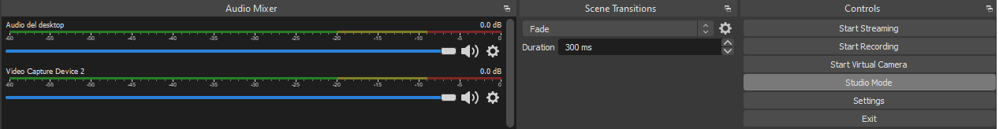 Audio Mixer
Audio del desktop 0.0 dB
-60 -55 -50 -45 -40 -35 -30 -25 -20 -15 -10 -5 0
Video Capture Device 2 0.0 dB
-60 -55 -50 -45 -40 -35 -30 -25 -20 -15 -10 -5 0
Scene Transitions
Fade
Duration 300 ms
Controls
Start Streaming
Start Recording
Start Virtual Camera
Studio Mode
Settings
Exit